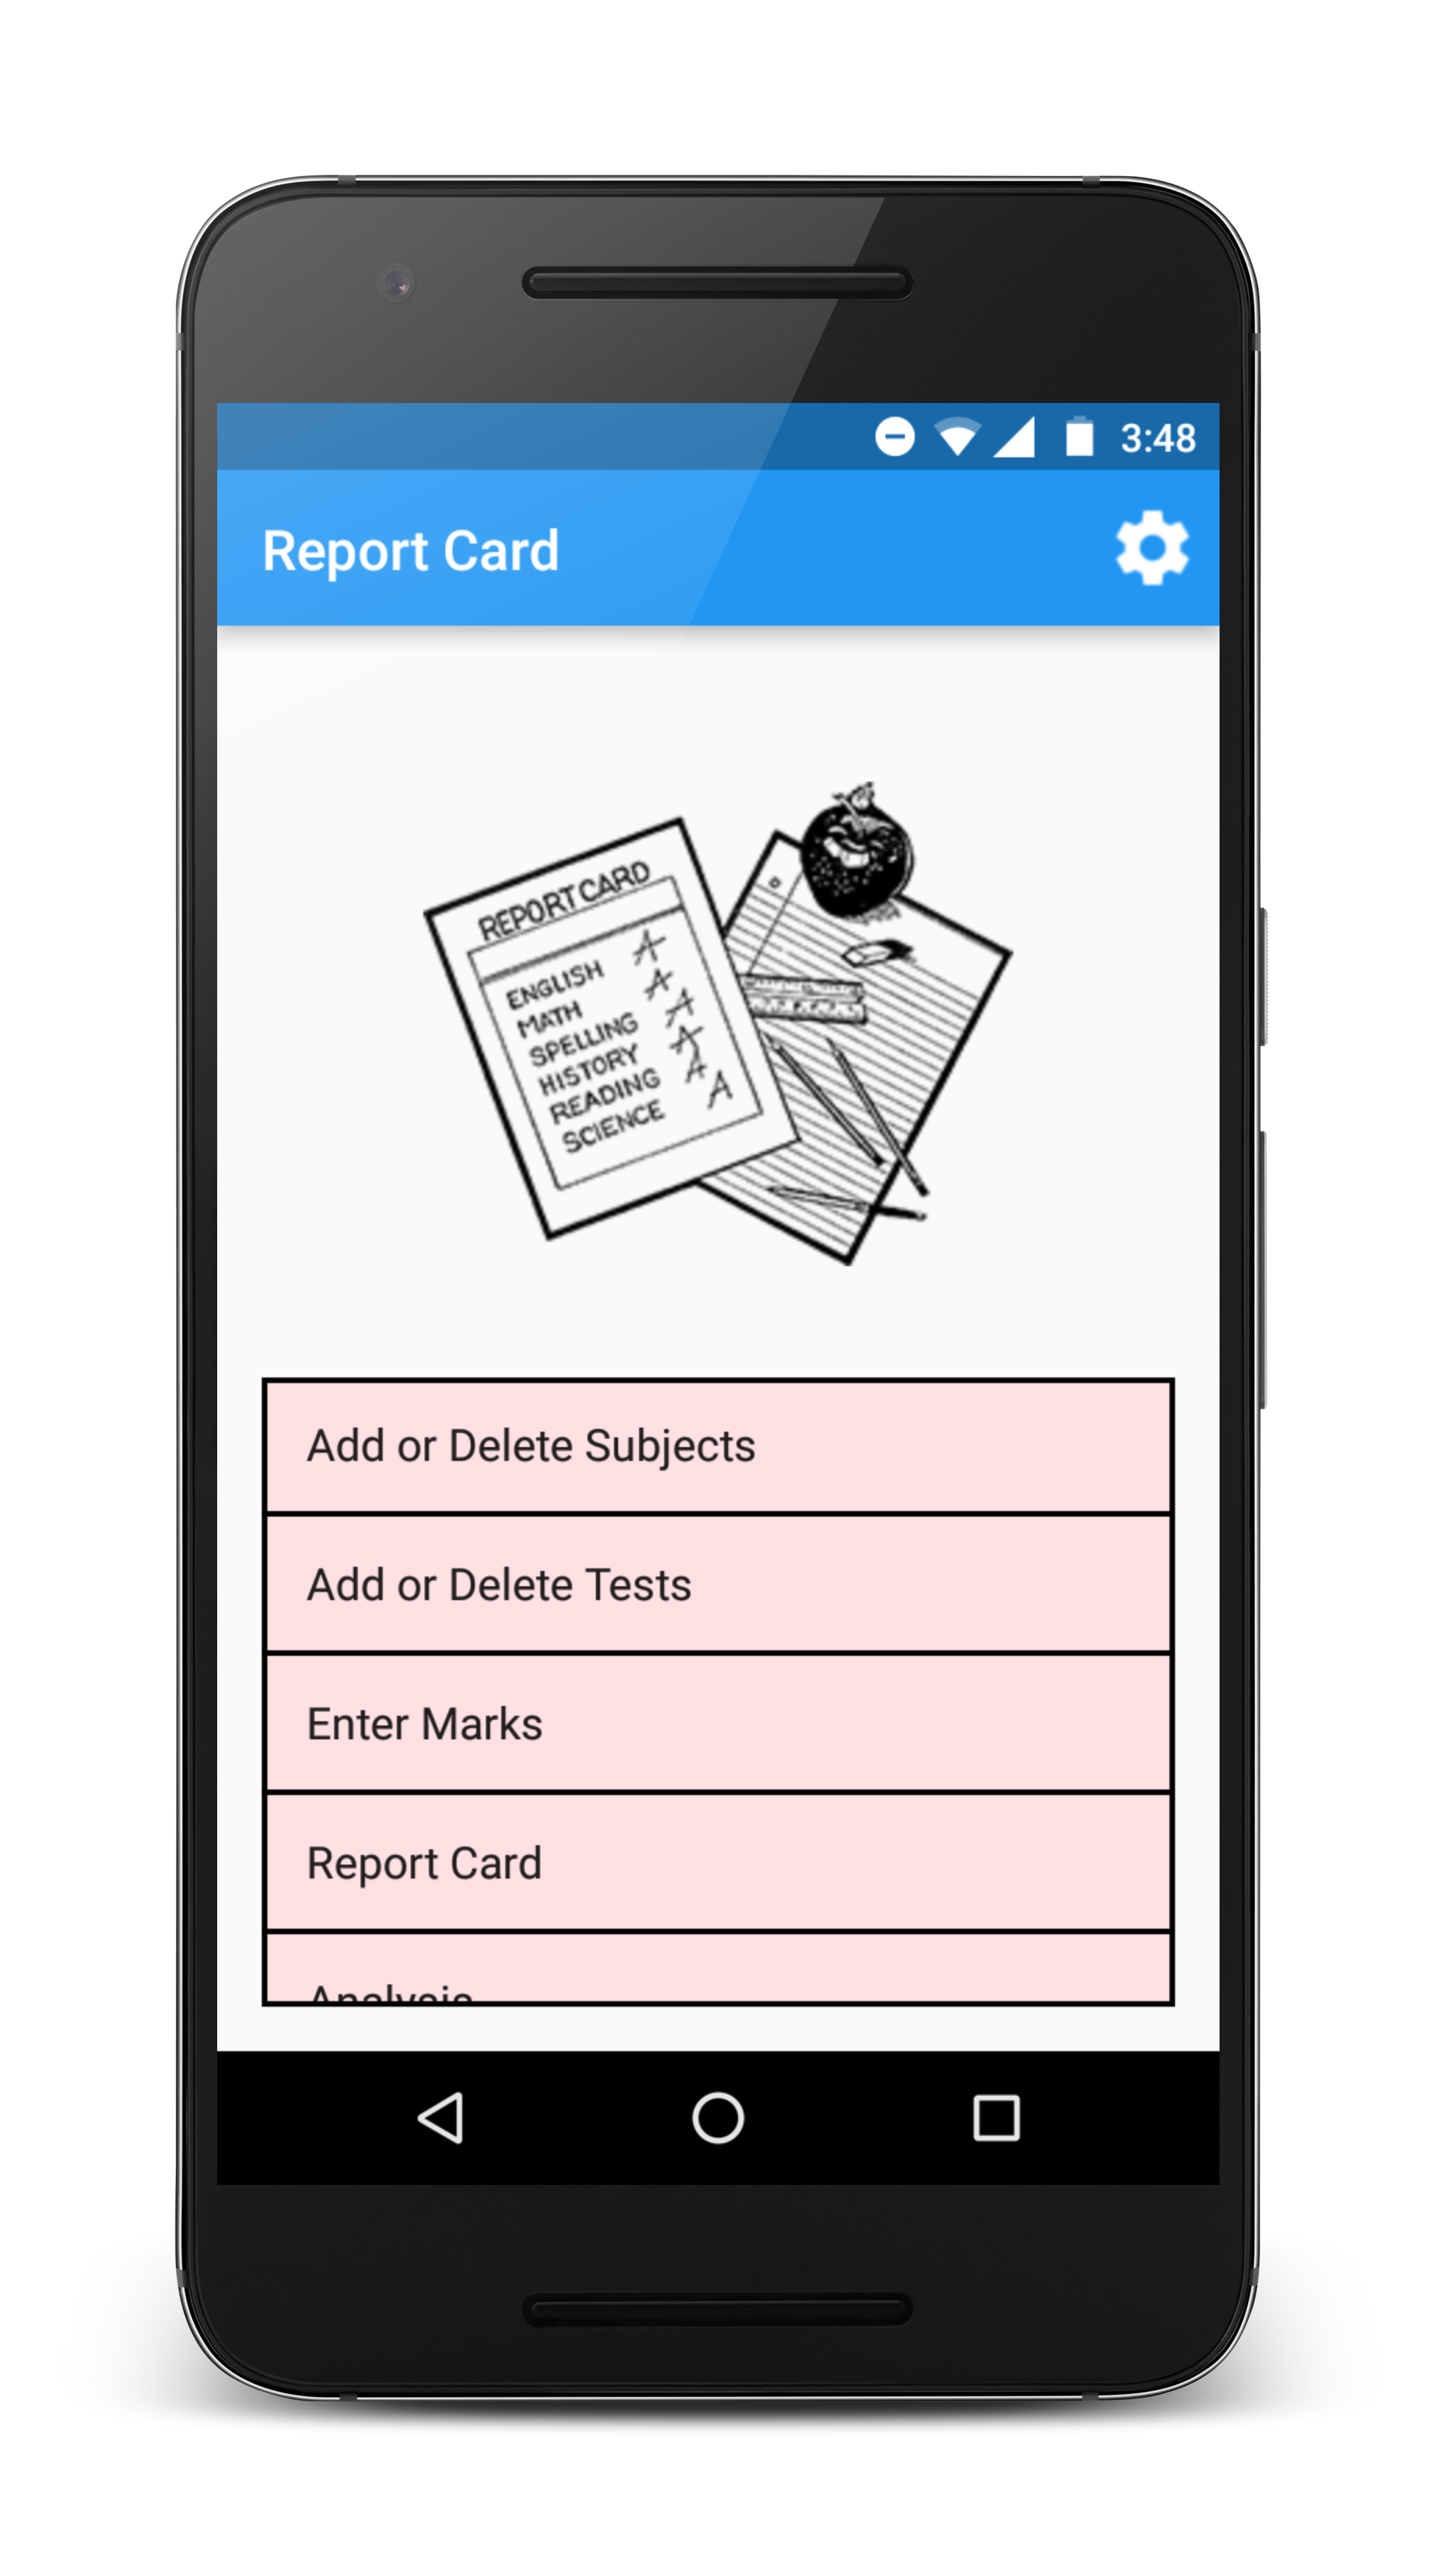 3:48
Report Card
REPORT CARD
ENGLISH A
MATH A
SPELLING A
HISTORY A
READING A
SCIENCE A
Add or Delete Subjects
Add or Delete Tests
Enter Marks
Report Card
Analysis